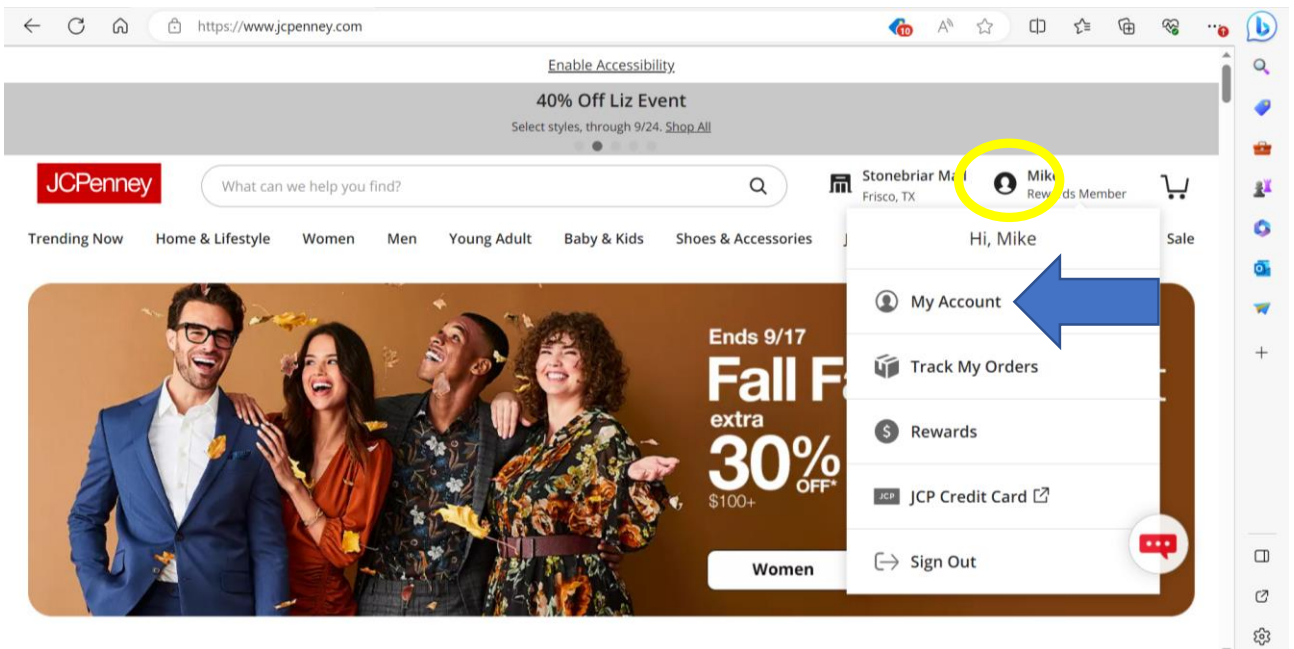 https://www.jcpenney.com
10
Enable Accessibility
40% Off Liz Event
Select styles, through 9/24. Shop All
JCPenney
What can we help you find?
Stonebriar Ma
Frisco, TX
Mike
Rewards Member
Trending Now Home & Lifestyle Women Men Young Adult Baby & Kids Shoes & Accessories J Sale
Hi, Mike
My Account
Track My Orders
Rewards
JCP JCP Credit Card
Sign Out
Ends 9/17
Fall Fa
extra
30% OFF*
$100+
Women